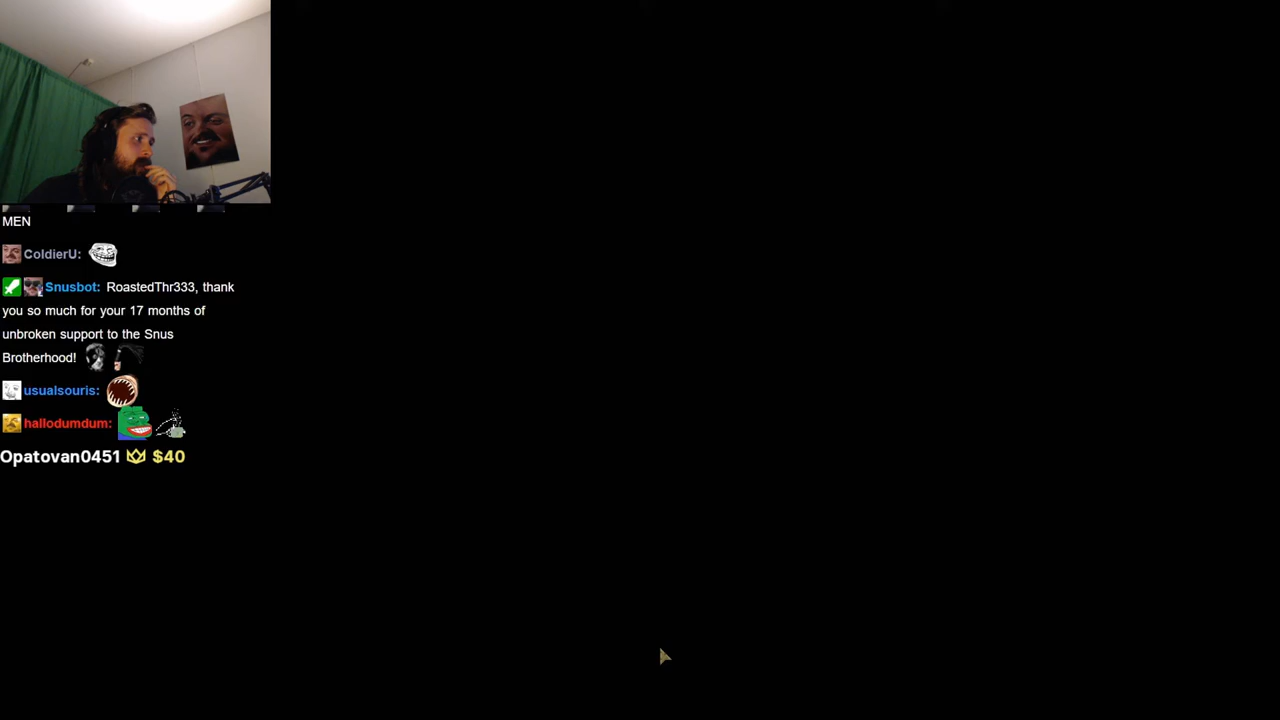 MEN
ColdierU:
Snusbot: RoastedThr333, thank
you so much for your 17 months of
unbroken support to the Snus
Brotherhood!
usualsouris:
hallodumdum:
Opatovan0451 $40